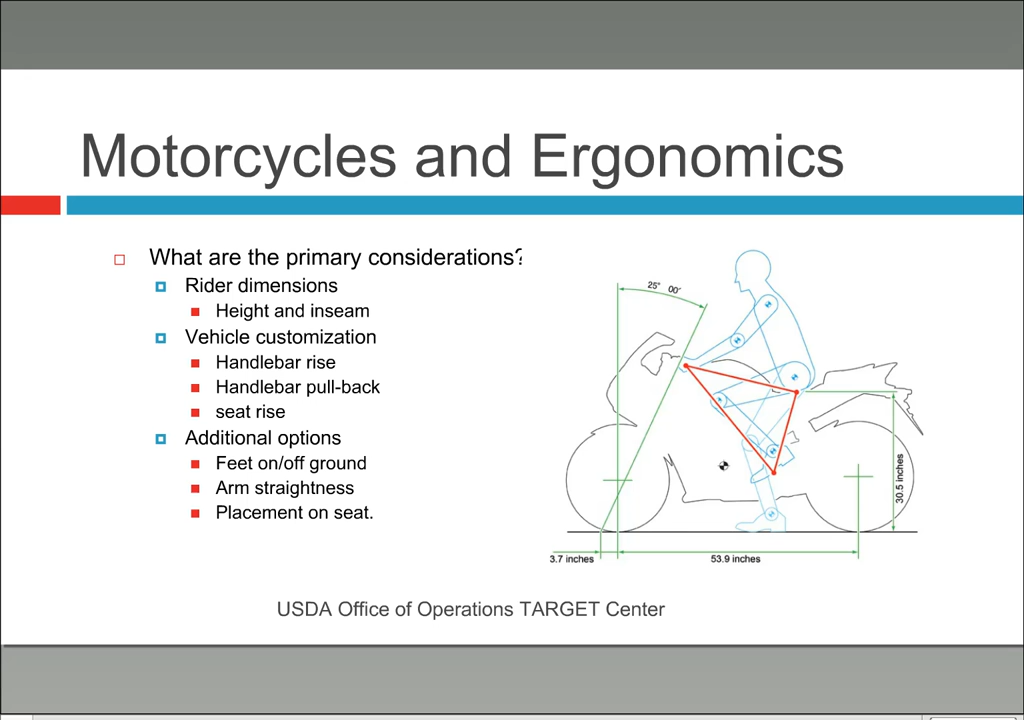 Motorcycles and Ergonomics
What are the primary considerations?
Rider dimensions
Height and inseam
Vehicle customization
Handlebar rise
Handlebar pull-back
seat rise
Additional options
Feet on/off ground
Arm straightness
Placement on seat.
25° 00′
30.5 inches
3.7 inches
53.9 inches
USDA Office of Operations TARGET Center